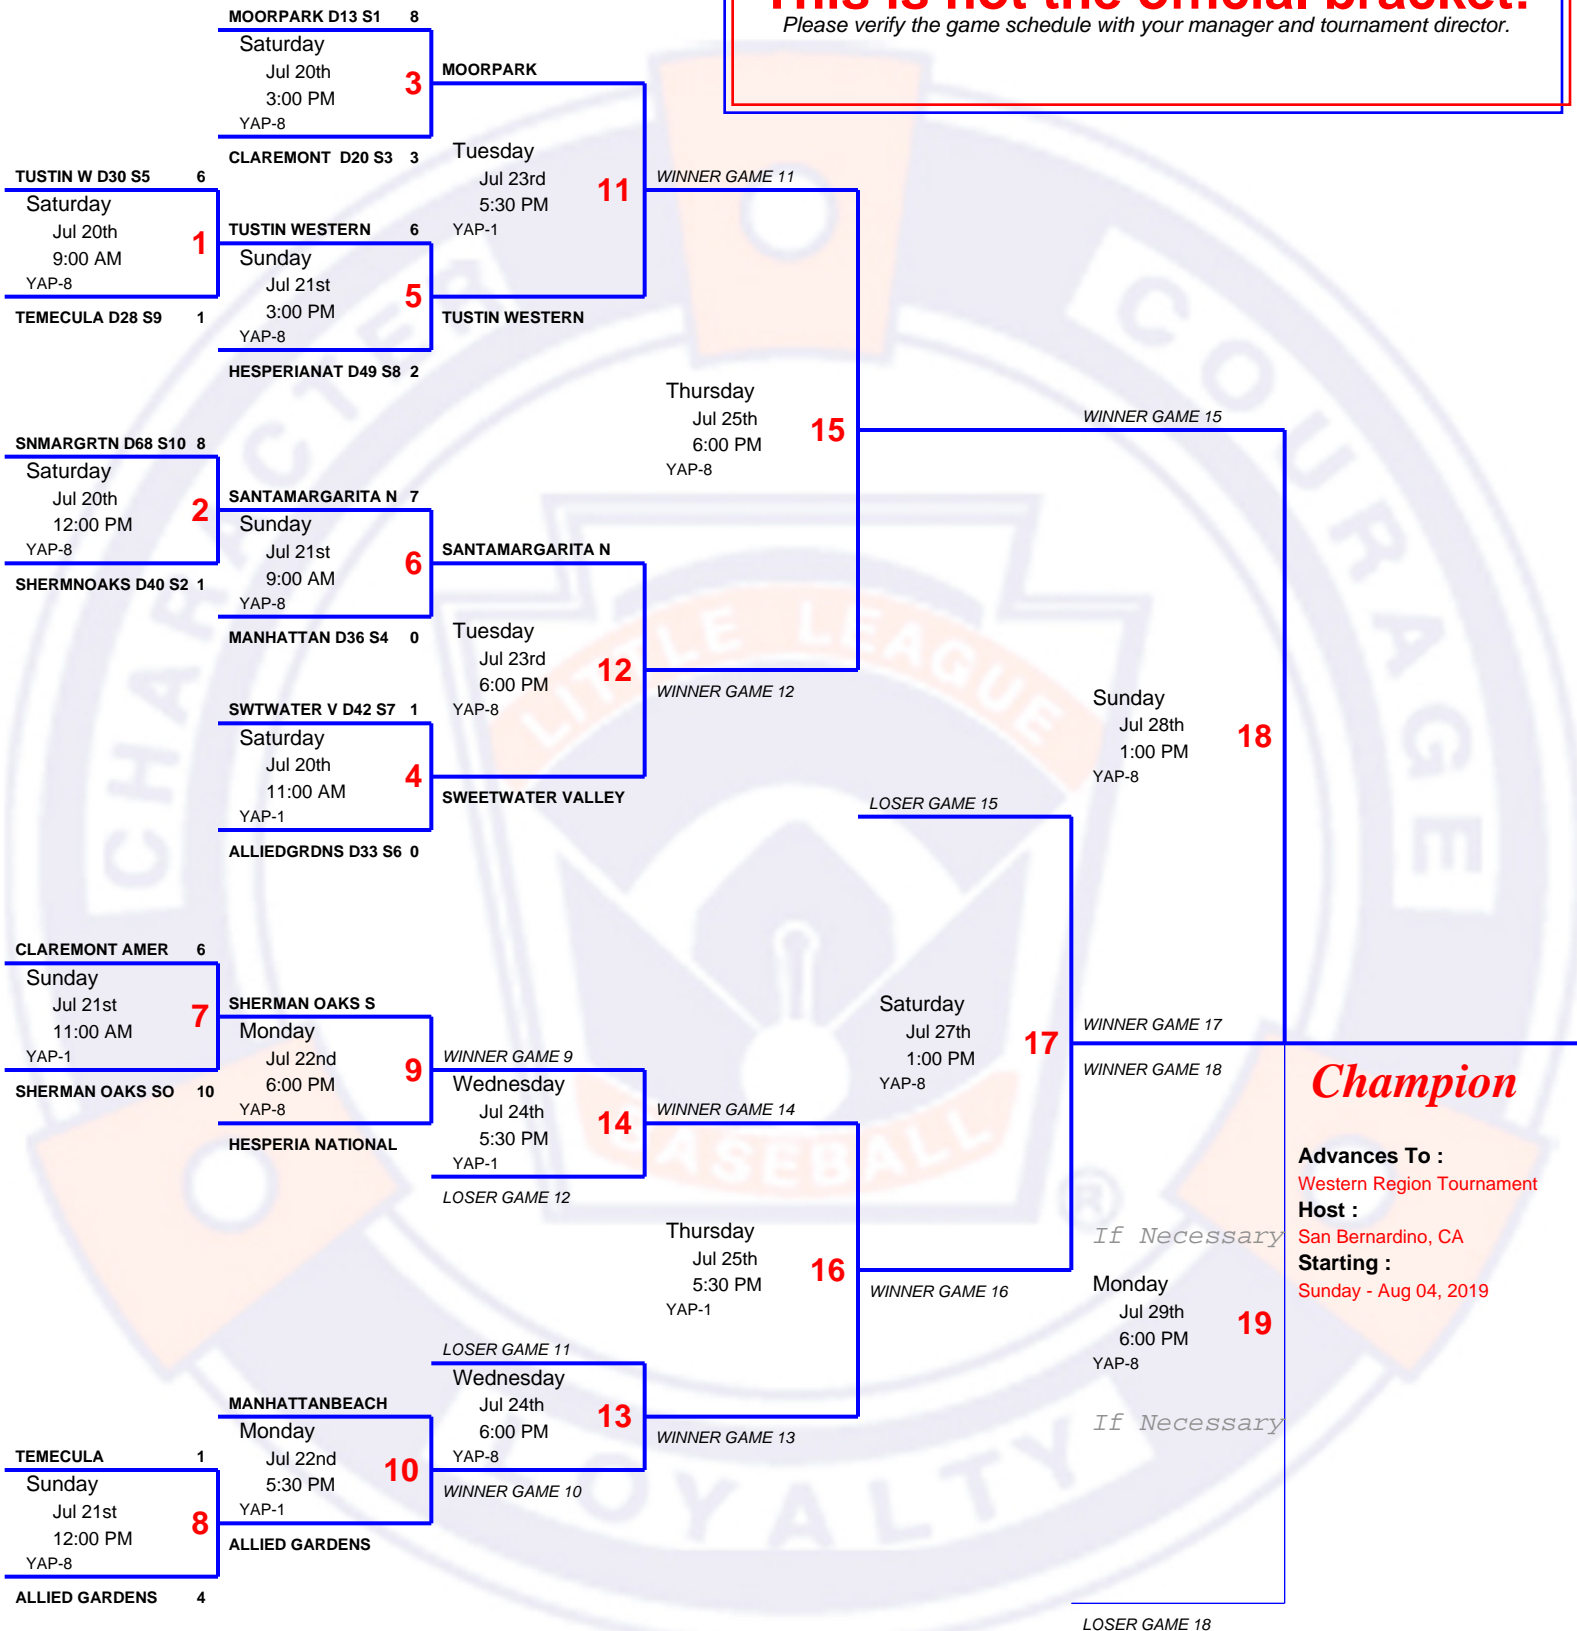 This is not the official bracket!
Please verify the game schedule with your manager and tournament director.
MOORPARK D13 S1 8
Saturday
Jul 20th
3:00 PM
YAP-8
3
CLAREMONT D20 S3 3
MOORPARK
TUSTIN W D30 S5 6
Saturday
Jul 20th
9:00 AM
YAP-8
1
TEMECULA D28 S9 1
TUSTIN WESTERN 6
Sunday
Jul 21st
3:00 PM
YAP-8
5
HESPERIANAT D49 S8 2
TUSTIN WESTERN
Tuesday
Jul 23rd
5:30 PM
YAP-1
11
WINNER GAME 11
SNMARGRTN D68 S10 8
Saturday
Jul 20th
12:00 PM
YAP-8
2
SHERMNOAKS D40 S2 1
SANTAMARGARITA N 7
Sunday
Jul 21st
9:00 AM
YAP-8
6
MANHATTAN D36 S4 0
SANTAMARGARITA N
Tuesday
Jul 23rd
6:00 PM
YAP-8
12
WINNER GAME 12
SWTWATER V D42 S7 1
Saturday
Jul 20th
11:00 AM
YAP-1
4
ALLIEDGRDNS D33 S6 0
SWEETWATER VALLEY
Thursday
Jul 25th
6:00 PM
YAP-8
15
WINNER GAME 15
Sunday
Jul 28th
1:00 PM
YAP-8
18
LOSER GAME 15
CLAREMONT AMER 6
Sunday
Jul 21st
11:00 AM
YAP-1
7
SHERMAN OAKS SO 10
SHERMAN OAKS S
Monday
Jul 22nd
6:00 PM
YAP-8
9
HESPERIA NATIONAL
WINNER GAME 9
Wednesday
Jul 24th
5:30 PM
YAP-1
14
LOSER GAME 12
WINNER GAME 14
Saturday
Jul 27th
1:00 PM
YAP-8
17
WINNER GAME 17
WINNER GAME 18
Thursday
Jul 25th
5:30 PM
YAP-1
16
WINNER GAME 16
LOSER GAME 11
Wednesday
Jul 24th
6:00 PM
YAP-8
13
WINNER GAME 13
WINNER GAME 10
MANHATTANBEACH
Monday
Jul 22nd
5:30 PM
YAP-1
10
ALLIED GARDENS
TEMECULA 1
Sunday
Jul 21st
12:00 PM
YAP-8
8
ALLIED GARDENS 4
If Necessary
Monday
Jul 29th
6:00 PM
YAP-8
19
If Necessary
LOSER GAME 18
Champion
Advances To :
Western Region Tournament
Host :
San Bernardino, CA
Starting :
Sunday - Aug 04, 2019
CHARACTER
COURAGE
LOYALTY
LITTLE LEAGUE
BASEBALL
®